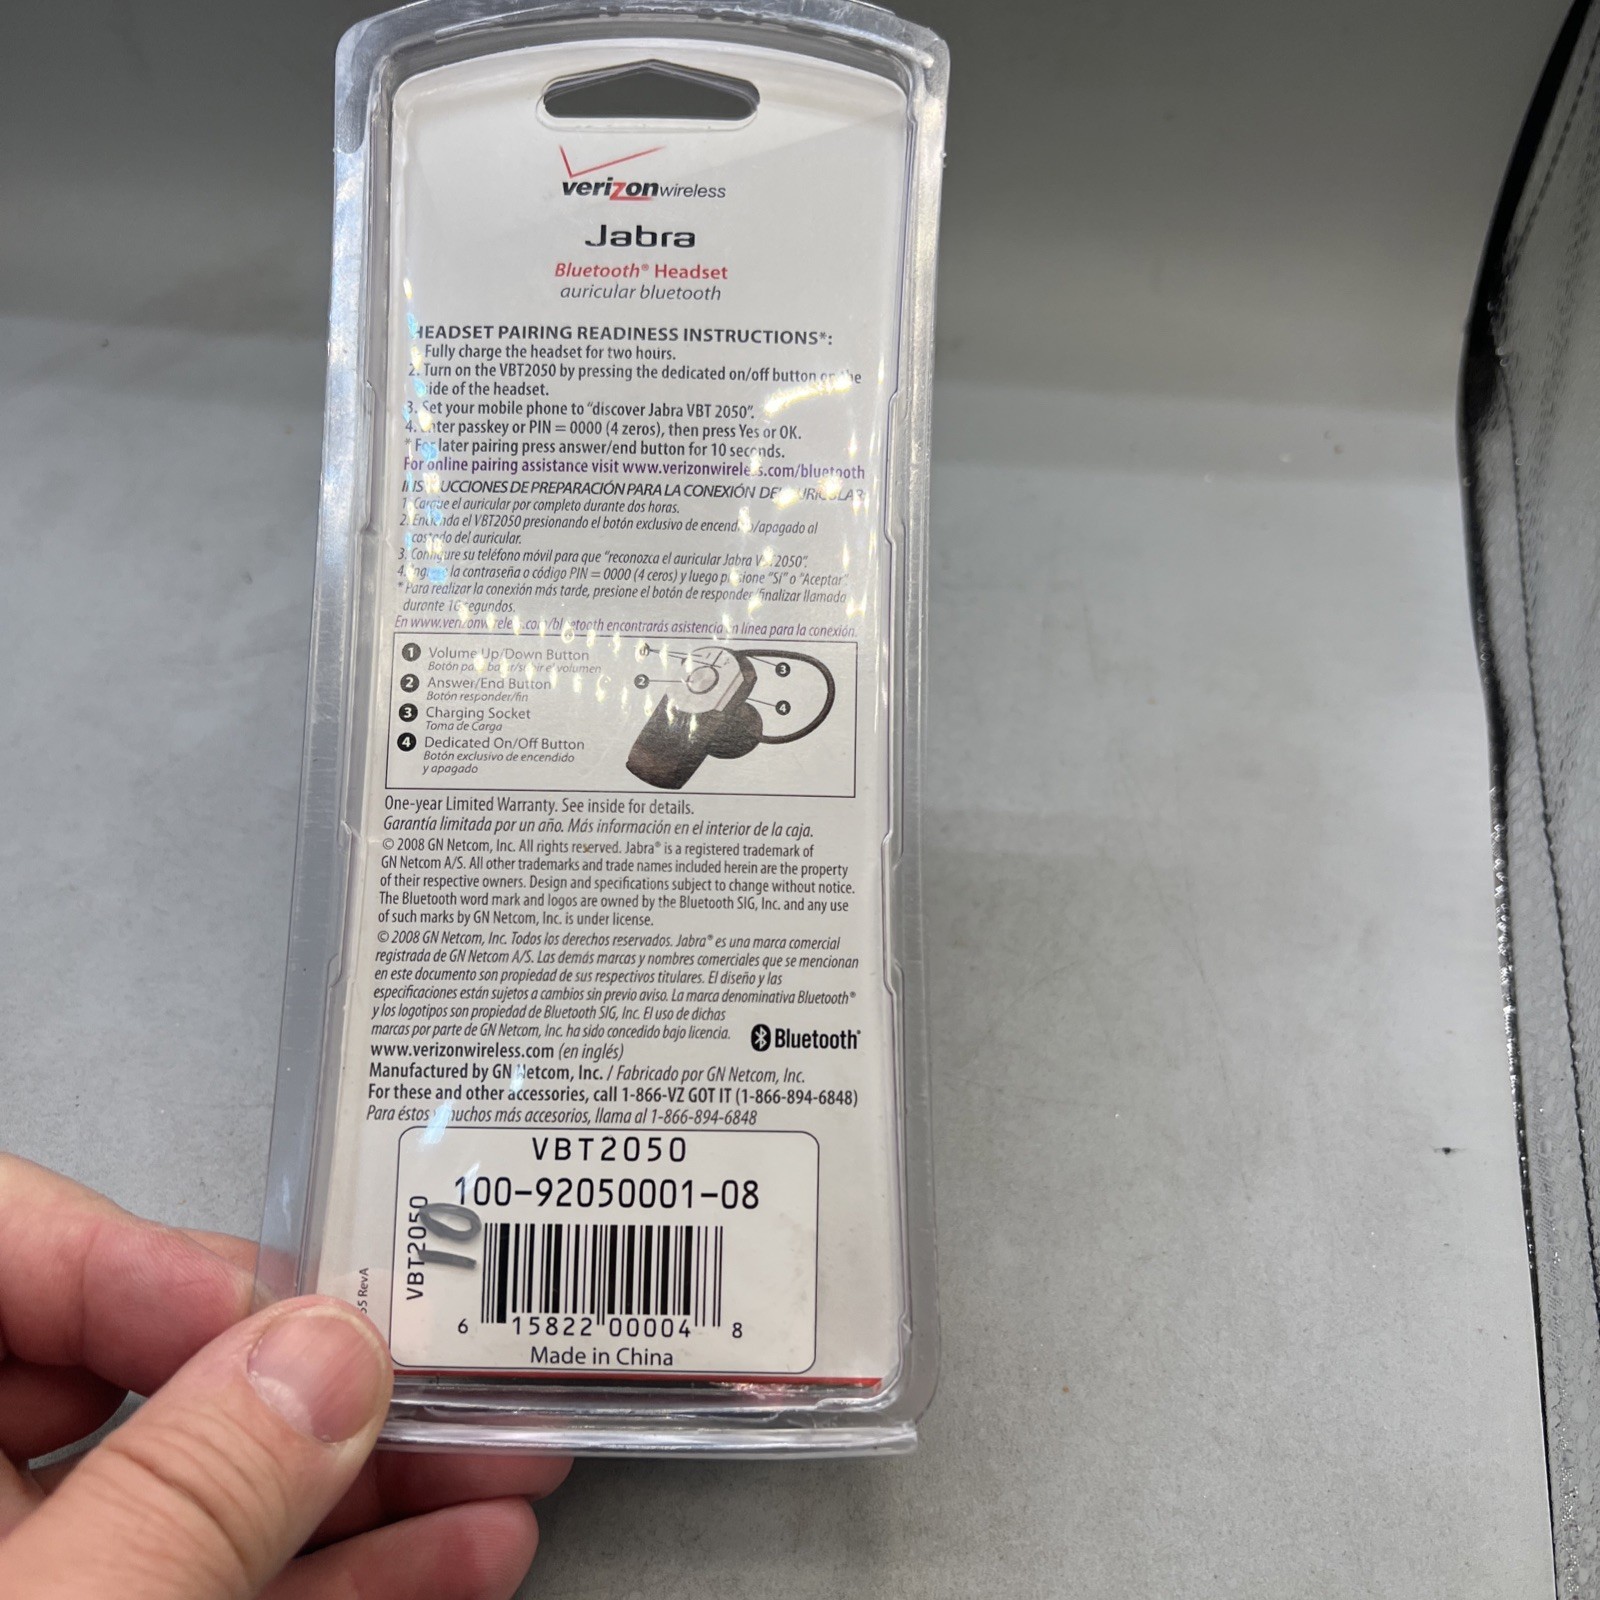 verizonwireless
Jabra
Bluetooth® Headset
auricular bluetooth
HEADSET PAIRING READINESS INSTRUCTIONS*:
Fully charge the headset for two hours.
2. Turn on the VBT2050 by pressing the dedicated on/off button on the
side of the headset.
3. Set your mobile phone to "discover Jabra VBT 2050".
4. Enter passkey or PIN = 0000 (4 zeros), then press Yes or OK.
* For later pairing press answer/end button for 10 seconds.
For online pairing assistance visit www.verizonwireless.com/bluetooth
INSTRUCCIONES DE PREPARACIÓN PARA LA CONEXIÓN DEL AURICULAR:
1. Cargue el auricular por completo durante dos horas.
2. Encienda el VBT2050 presionando el botón exclusivo de encendido/apagado al
costado del auricular.
3. Configure su teléfono móvil para que "reconozca el auricular Jabra VBT2050".
4. Ingrese la contraseña o código PIN = 0000 (4 ceros) y luego presione "Sí" o "Aceptar".
* Para realizar la conexión más tarde, presione el botón de responder/finalizar llamada
durante 10 segundos.
En www.verizonwireless.com/bluetooth encontrarás asistencia en línea para la conexión.
1 Volume Up/Down Button
Botón para bajar/subir el volumen
2 Answer/End Button
Botón responder/fin
3 Charging Socket
Toma de Carga
4 Dedicated On/Off Button
Botón exclusivo de encendido
y apagado
1
2
3
4
One-year Limited Warranty. See inside for details.
Garantía limitada por un año. Más información en el interior de la caja.
© 2008 GN Netcom, Inc. All rights reserved. Jabra® is a registered trademark of
GN Netcom A/S. All other trademarks and trade names included herein are the property
of their respective owners. Design and specifications subject to change without notice.
The Bluetooth word mark and logos are owned by the Bluetooth SIG, Inc. and any use
of such marks by GN Netcom, Inc. is under license.
© 2008 GN Netcom, Inc. Todos los derechos reservados. Jabra® es una marca comercial
registrada de GN Netcom A/S. Las demás marcas y nombres comerciales que se mencionan
en este documento son propiedad de sus respectivos titulares. El diseño y las
especificaciones están sujetos a cambios sin previo aviso. La marca denominativa Bluetooth®
y los logotipos son propiedad de Bluetooth SIG, Inc. El uso de dichas
marcas por parte de GN Netcom, Inc. ha sido concedido bajo licencia.
Bluetooth®
www.verizonwireless.com (en inglés)
Manufactured by GN Netcom, Inc. / Fabricado por GN Netcom, Inc.
For these and other accessories, call 1-866-VZ GOT IT (1-866-894-6848)
Para éstos y muchos más accesorios, llama al 1-866-894-6848
VBT2050
100-92050001-08
VBT2050
10
6 15822 00004 8
Made in China
RevA